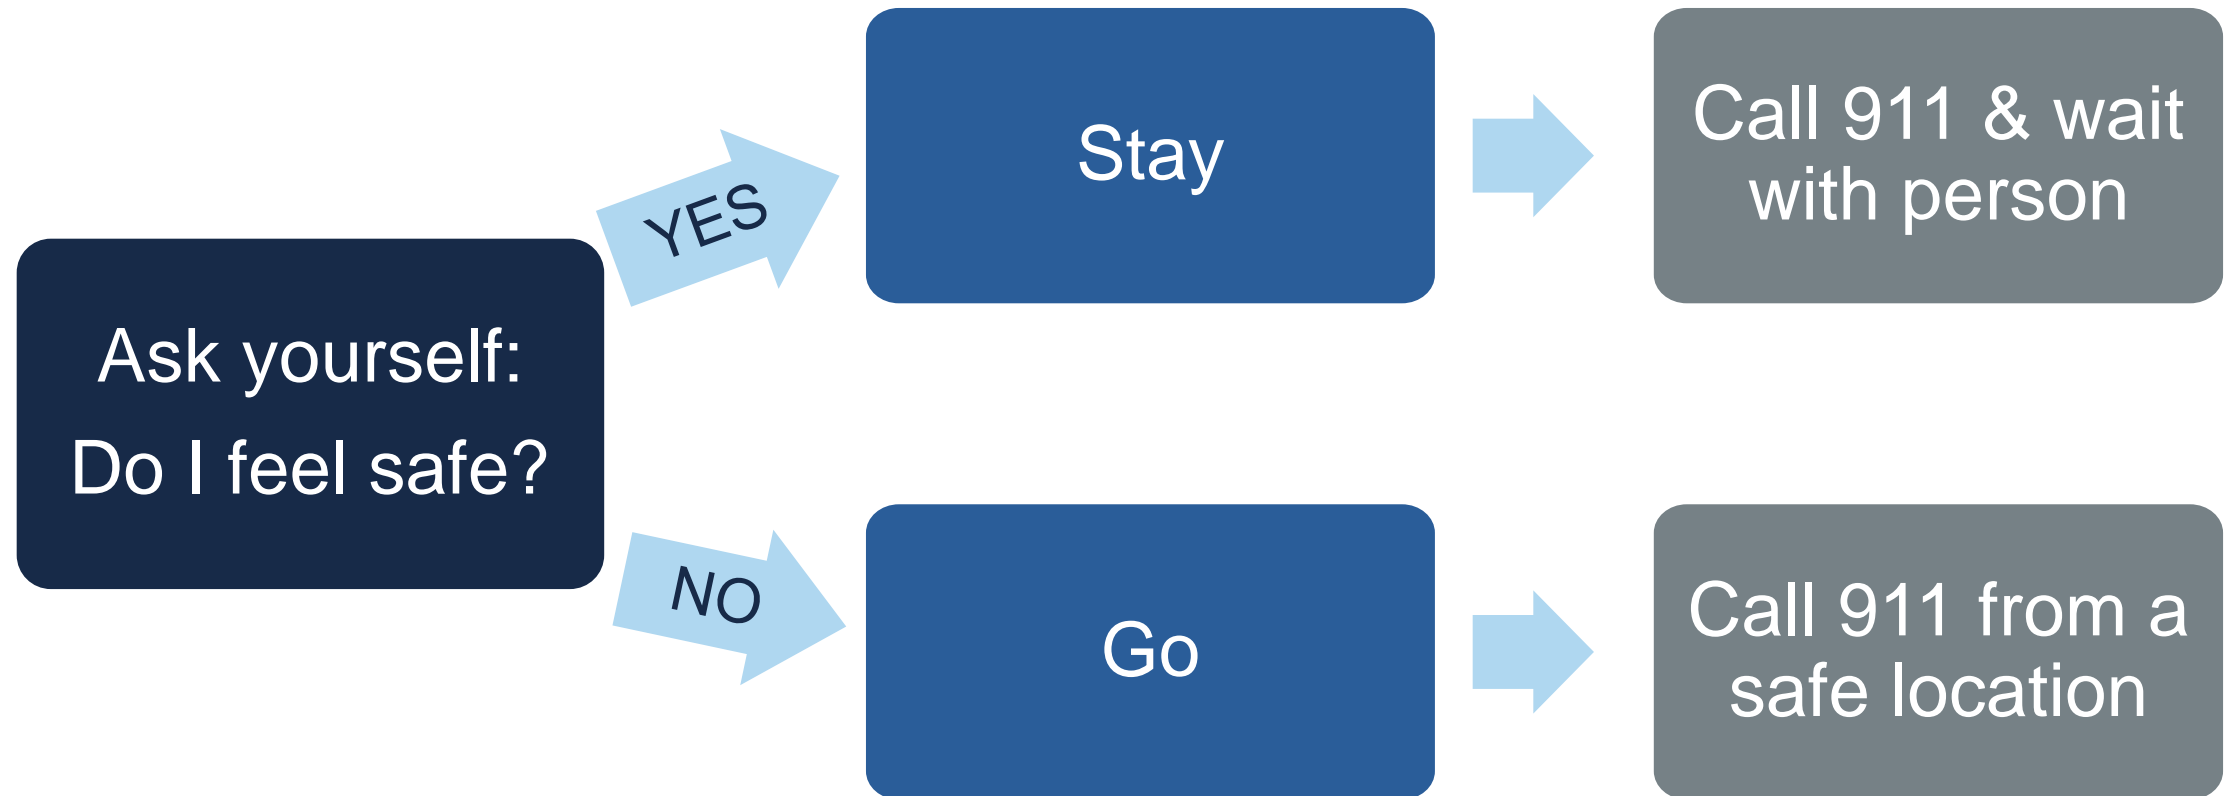 Ask yourself:
Do I feel safe?
YES
Stay
Call 911 & wait
with person
NO
Go
Call 911 from a
safe location